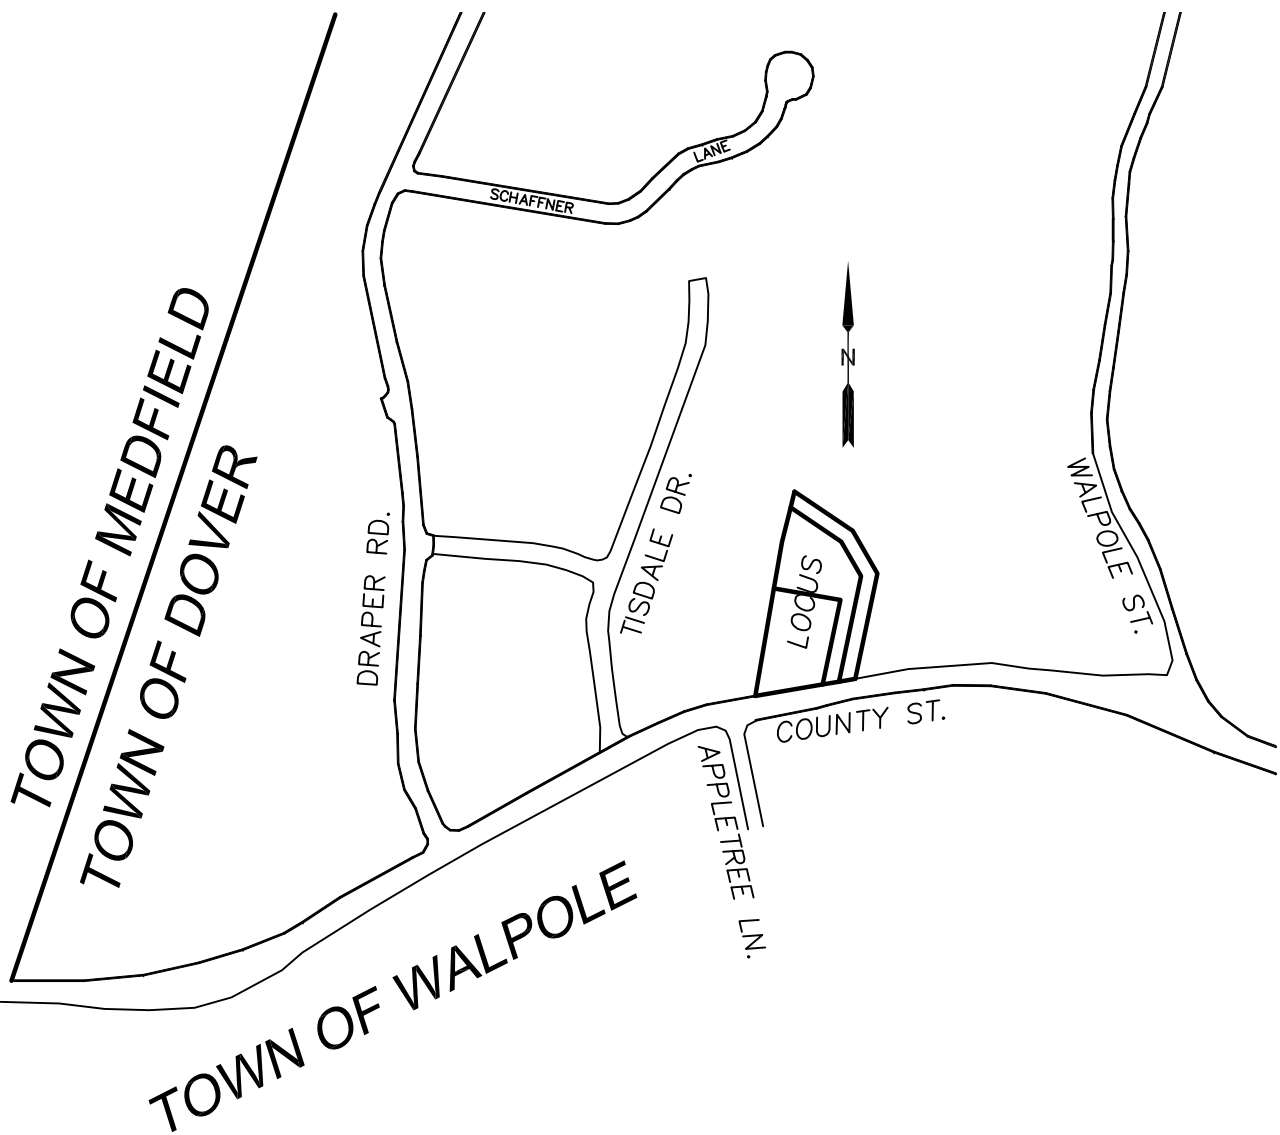 LANE
SCHAFFNER
N
TOWN OF MEDFIELD
TOWN OF DOVER
DRAPER RD.
TISDALE DR.
LOCUS
WALPOLE ST.
COUNTY ST.
APPLETREE LN.
TOWN OF WALPOLE